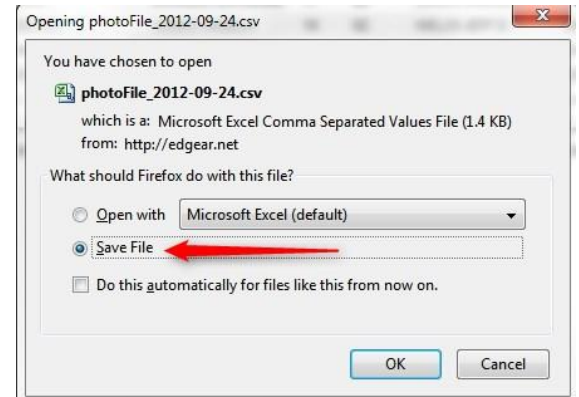 Opening photoFile_2012-09-24.csv
You have chosen to open
photoFile_2012-09-24.csv
which is a: Microsoft Excel Comma Separated Values File (1.4 KB)
from: http://edgear.net
What should Firefox do with this file?
Open with Microsoft Excel (default)
Save File
Do this automatically for files like this from now on.
OK Cancel